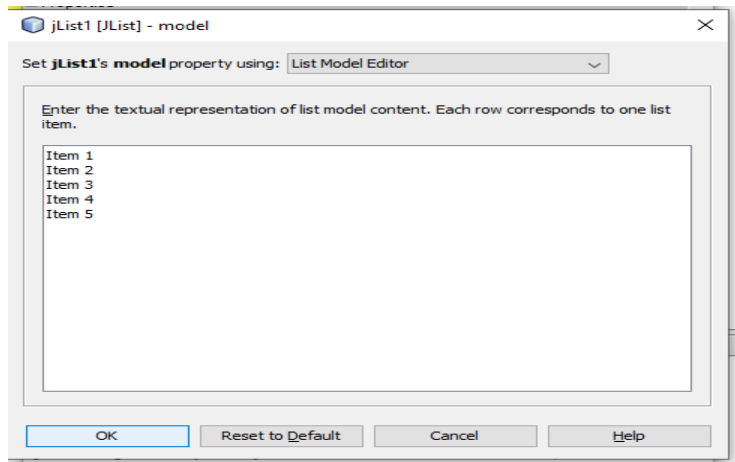 jList1 [JList] - model
Set jList1's model property using: List Model Editor
Enter the textual representation of list model content. Each row corresponds to one list
item.
Item 1
Item 2
Item 3
Item 4
Item 5
OK Reset to Default Cancel Help